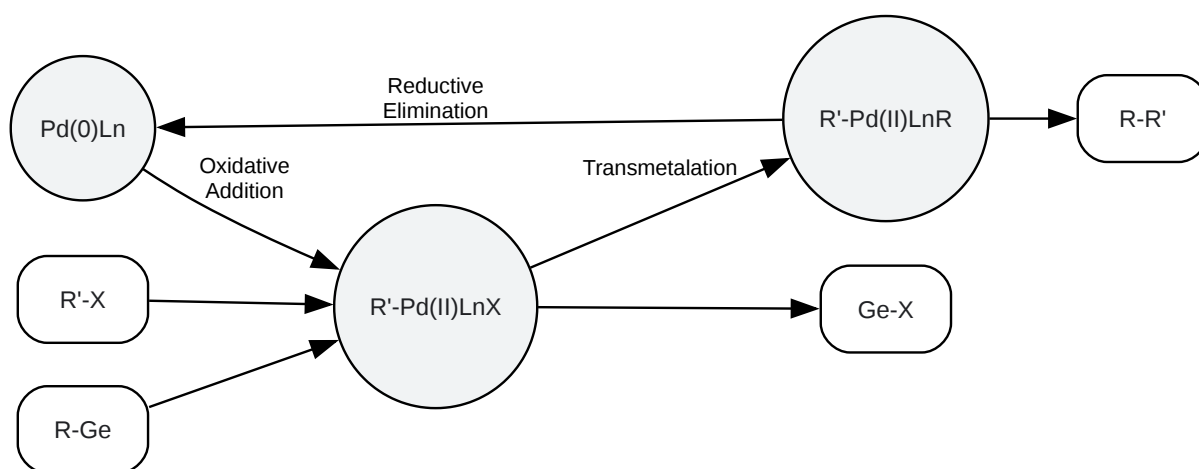 Reductive
Elimination
Pd(0)Ln
R'-Pd(II)LnR
R-R'
Oxidative
Addition
Transmetalation
R'-X
R'-Pd(II)LnX
Ge-X
R-Ge